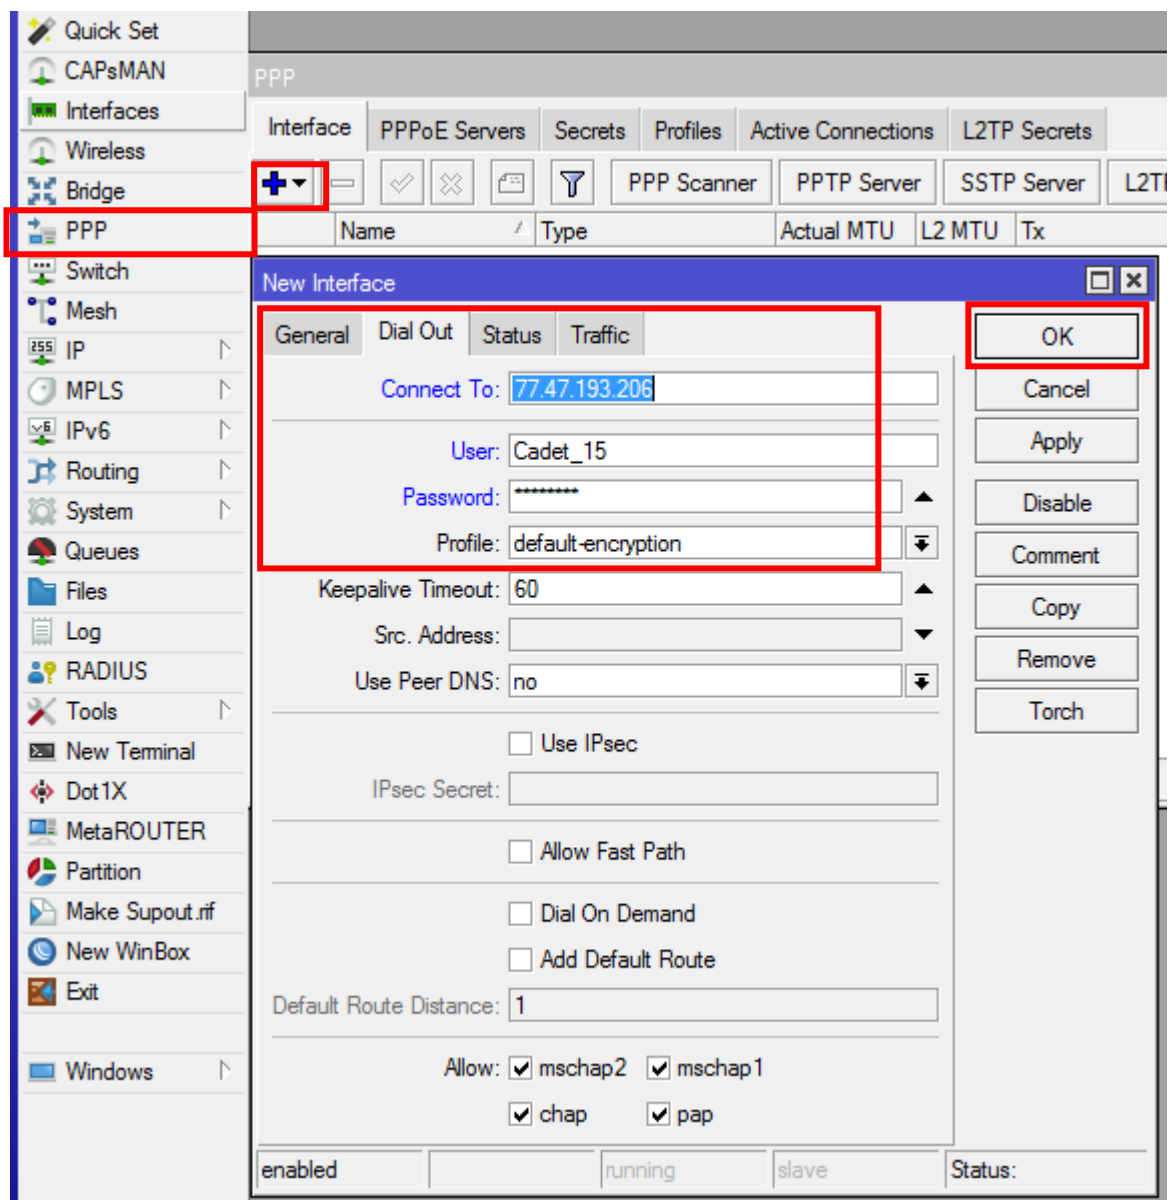 Quick Set
CAPsMAN
Interfaces
Wireless
Bridge
PPP
Switch
Mesh
IP
MPLS
IPv6
Routing
System
Queues
Files
Log
RADIUS
Tools
New Terminal
Dot1X
MetaROUTER
Partition
Make Supout.rif
New WinBox
Exit
Windows
PPP
Interface PPPoE Servers Secrets Profiles Active Connections L2TP Secrets
PPP Scanner PPTP Server SSTP Server
Name Type Actual MTU L2 MTU Tx
New Interface
General Dial Out Status Traffic
Connect To: 77.47.193.206
User: Cadet_15
Password: ********
Profile: default-encryption
Keepalive Timeout: 60
Src. Address:
Use Peer DNS: no
Use IPsec
IPsec Secret:
Allow Fast Path
Dial On Demand
Add Default Route
Default Route Distance: 1
Allow: mschap2 mschap1
chap pap
OK
Cancel
Apply
Disable
Comment
Copy
Remove
Torch
enabled running slave Status: